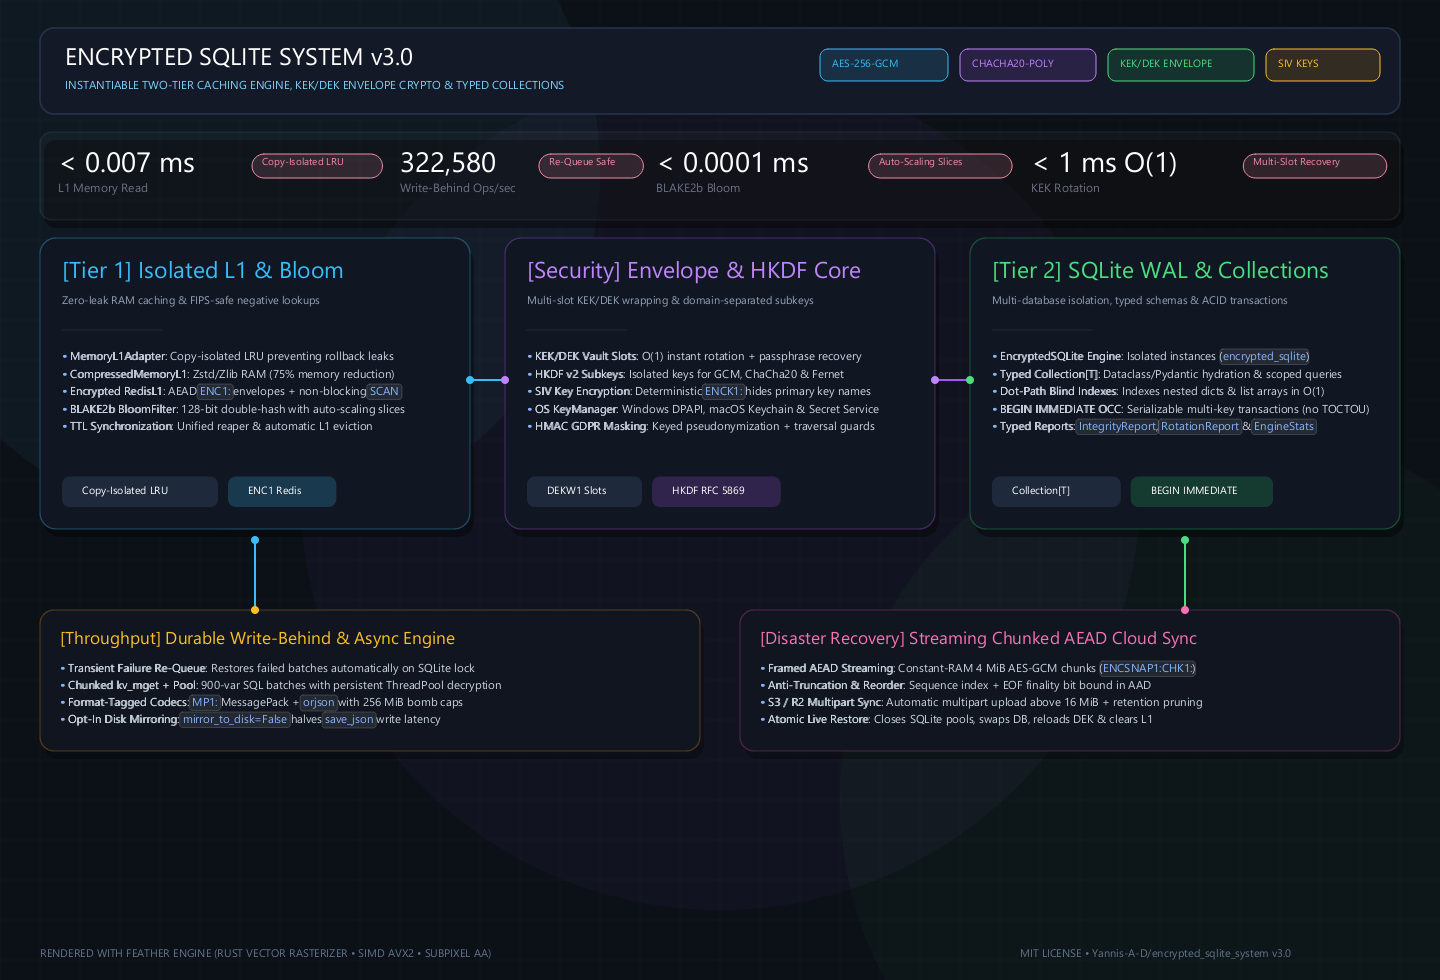 ENCRYPTED SQLITE SYSTEM v3.0
INSTANTIABLE TWO-TIER CACHING ENGINE, KEK/DEK ENVELOPE CRYPTO & TYPED COLLECTIONS
AES-256-GCM
CHACHA20-POLY
KEK/DEK ENVELOPE
SIV KEYS
< 0.007 ms
L1 Memory Read
Copy-Isolated LRU
322,580
Write-Behind Ops/sec
Re-Queue Safe
< 0.0001 ms
BLAKE2b Bloom
Auto-Scaling Slices
< 1 ms O(1)
KEK Rotation
Multi-Slot Recovery
[Tier 1] Isolated L1 & Bloom
Zero-leak RAM caching & FIPS-safe negative lookups
• MemoryL1Adapter: Copy-isolated LRU preventing rollback leaks
• CompressedMemoryL1: Zstd/Zlib RAM (75% memory reduction)
• Encrypted RedisL1: AEAD ENC1: envelopes + non-blocking SCAN
• BLAKE2b BloomFilter: 128-bit double-hash with auto-scaling slices
• TTL Synchronization: Unified reaper & automatic L1 eviction
Copy-Isolated LRU
ENC1 Redis
[Security] Envelope & HKDF Core
Multi-slot KEK/DEK wrapping & domain-separated subkeys
• KEK/DEK Vault Slots: O(1) instant rotation + passphrase recovery
• HKDF v2 Subkeys: Isolated keys for GCM, ChaCha20 & Fernet
• SIV Key Encryption: Deterministic ENCK1: hides primary key names
• OS KeyManager: Windows DPAPI, macOS Keychain & Secret Service
• HMAC GDPR Masking: Keyed pseudonymization + traversal guards
DEKW1 Slots
HKDF RFC 5869
[Tier 2] SQLite WAL & Collections
Multi-database isolation, typed schemas & ACID transactions
• EncryptedSQLite Engine: Isolated instances (encrypted_sqlite)
• Typed Collection[T]: Dataclass/Pydantic hydration & scoped queries
• Dot-Path Blind Indexes: Indexes nested dicts & list arrays in O(1)
• BEGIN IMMEDIATE OCC: Serializable multi-key transactions (no TOCTOU)
• Typed Reports: IntegrityReport, RotationReport & EngineStats
Collection[T]
BEGIN IMMEDIATE
[Throughput] Durable Write-Behind & Async Engine
• Transient Failure Re-Queue: Restores failed batches automatically on SQLite lock
• Chunked kv_mget + Pool: 900-var SQL batches with persistent ThreadPool decryption
• Format-Tagged Codecs: MP1: MessagePack + orjson with 256 MiB bomb caps
• Opt-In Disk Mirroring: mirror_to_disk=False halves save_json write latency
[Disaster Recovery] Streaming Chunked AEAD Cloud Sync
• Framed AEAD Streaming: Constant-RAM 4 MiB AES-GCM chunks (ENCSNAP1:CHK1:)
• Anti-Truncation & Reorder: Sequence index + EOF finality bit bound in AAD
• S3 / R2 Multipart Sync: Automatic multipart upload above 16 MiB + retention pruning
• Atomic Live Restore: Closes SQLite pools, swaps DB, reloads DEK & clears L1
RENDERED WITH FEATHER ENGINE (RUST VECTOR RASTERIZER • SIMD AVX2 • SUBPIXEL AA)
MIT LICENSE • Yannis-A-D/encrypted_sqlite_system v3.0